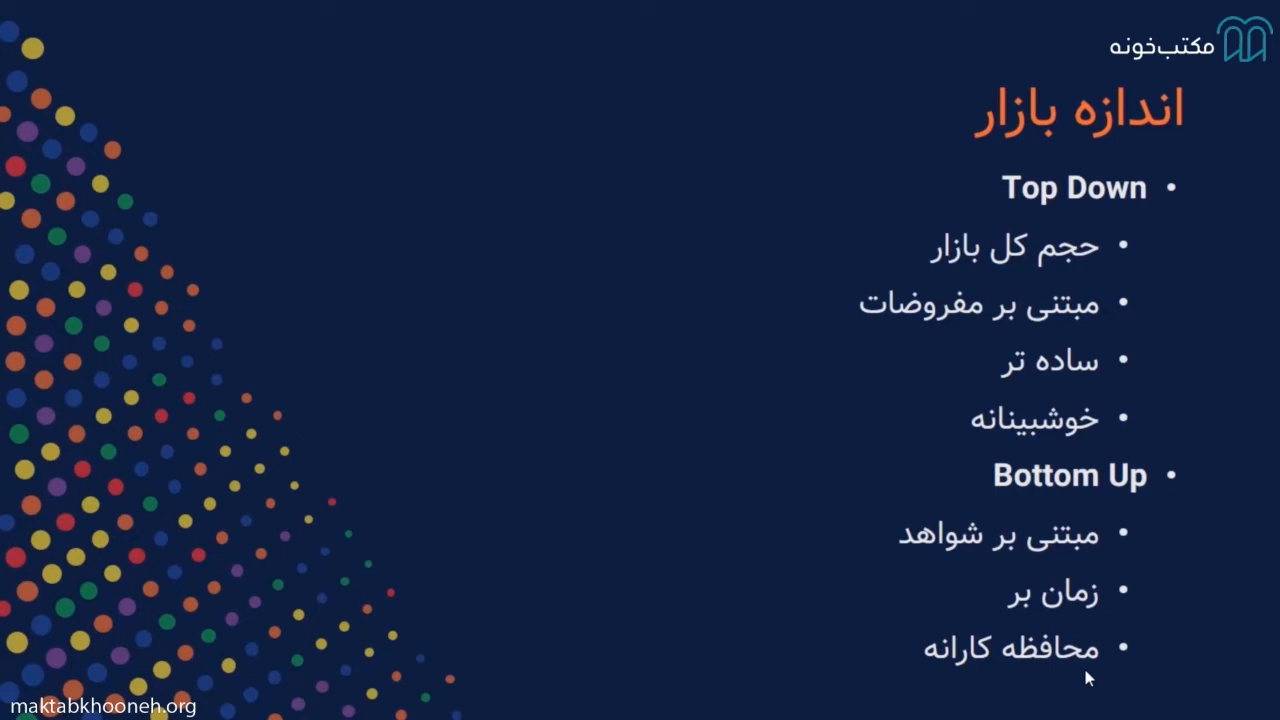 مکتب‌خونه
اندازه بازار
• Top Down
• حجم کل بازار
• مبتنی بر مفروضات
• ساده تر
• خوشبینانه
• Bottom Up
• مبتنی بر شواهد
• زمان بر
• محافظه کارانه
maktabkhooneh.org